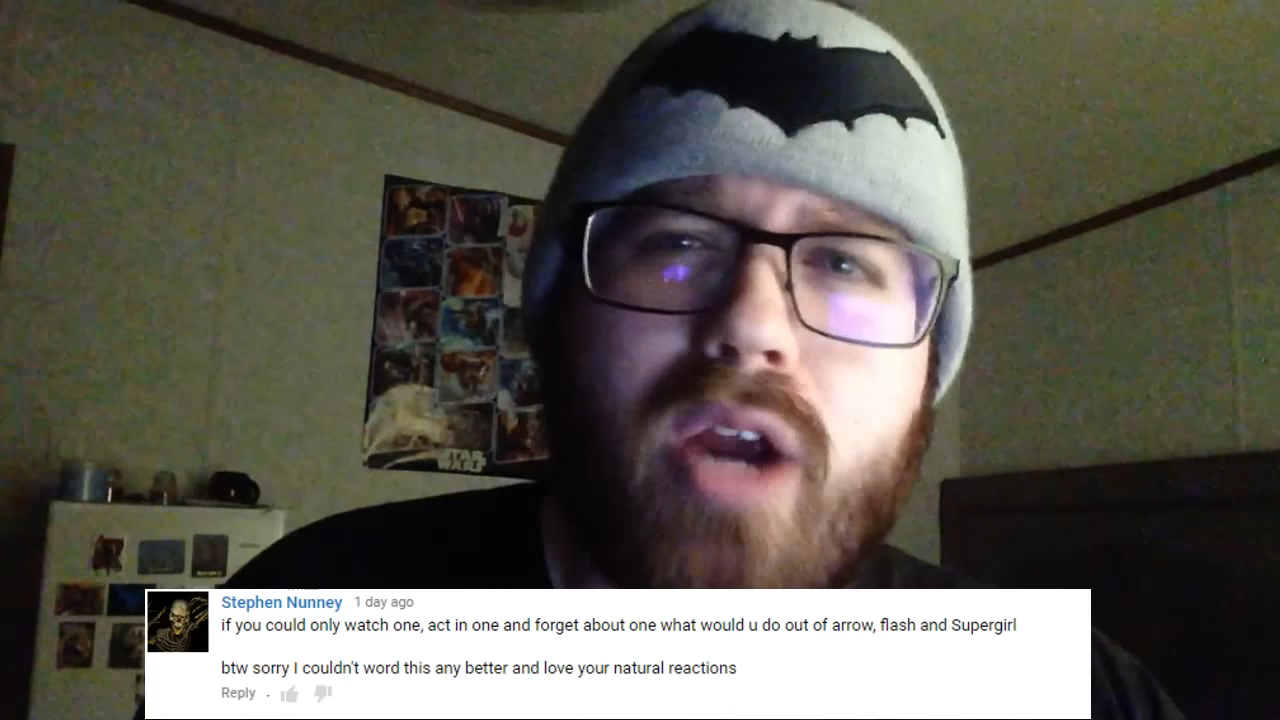 STAR
WARS
Stephen Nunney 1 day ago
if you could only watch one, act in one and forget about one what would u do out of arrow, flash and Supergirl
btw sorry I couldn't word this any better and love your natural reactions
Reply .